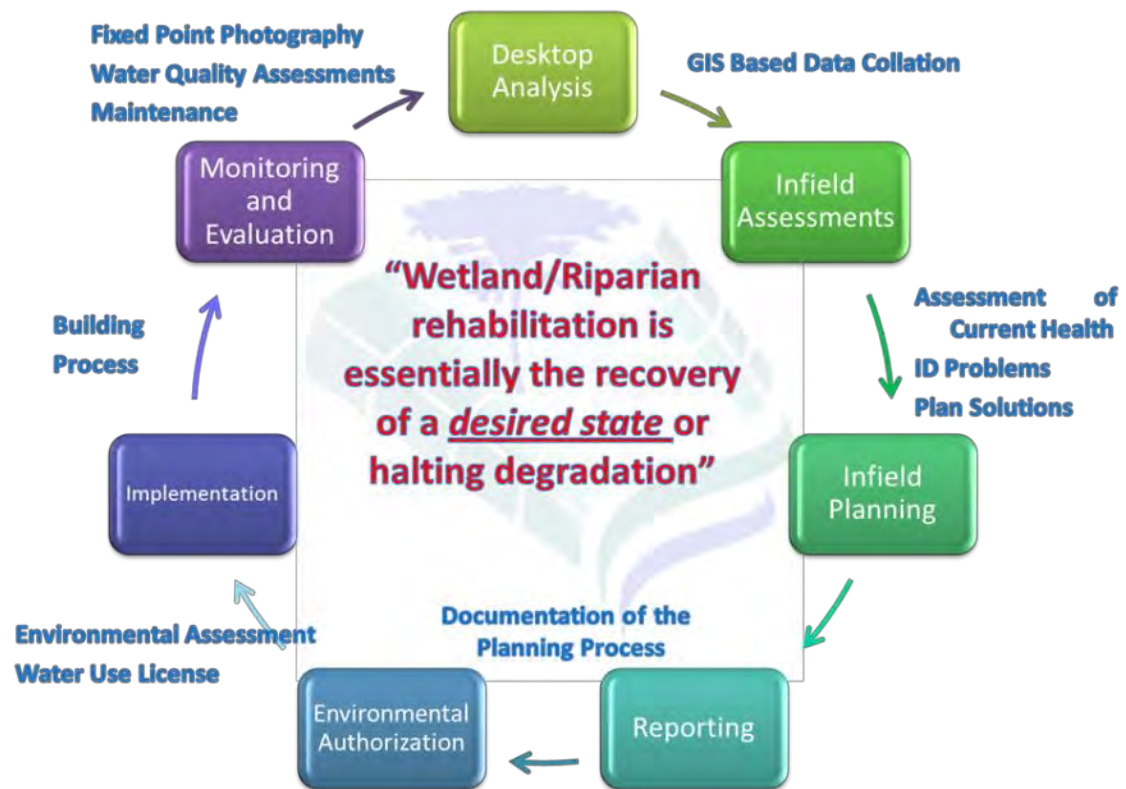 Fixed Point Photography
Water Quality Assessments
Maintenance
Desktop
Analysis
GIS Based Data Collation
Monitoring
and
Evaluation
Infield
Assessments
“Wetland/Riparian
rehabilitation is
essentially the recovery
of a desired state or
halting degradation”
Assessment of
Current Health
ID Problems
Plan Solutions
Building
Process
Implementation
Infield
Planning
Documentation of the
Planning Process
Environmental Assessment
Water Use License
Environmental
Authorization
Reporting